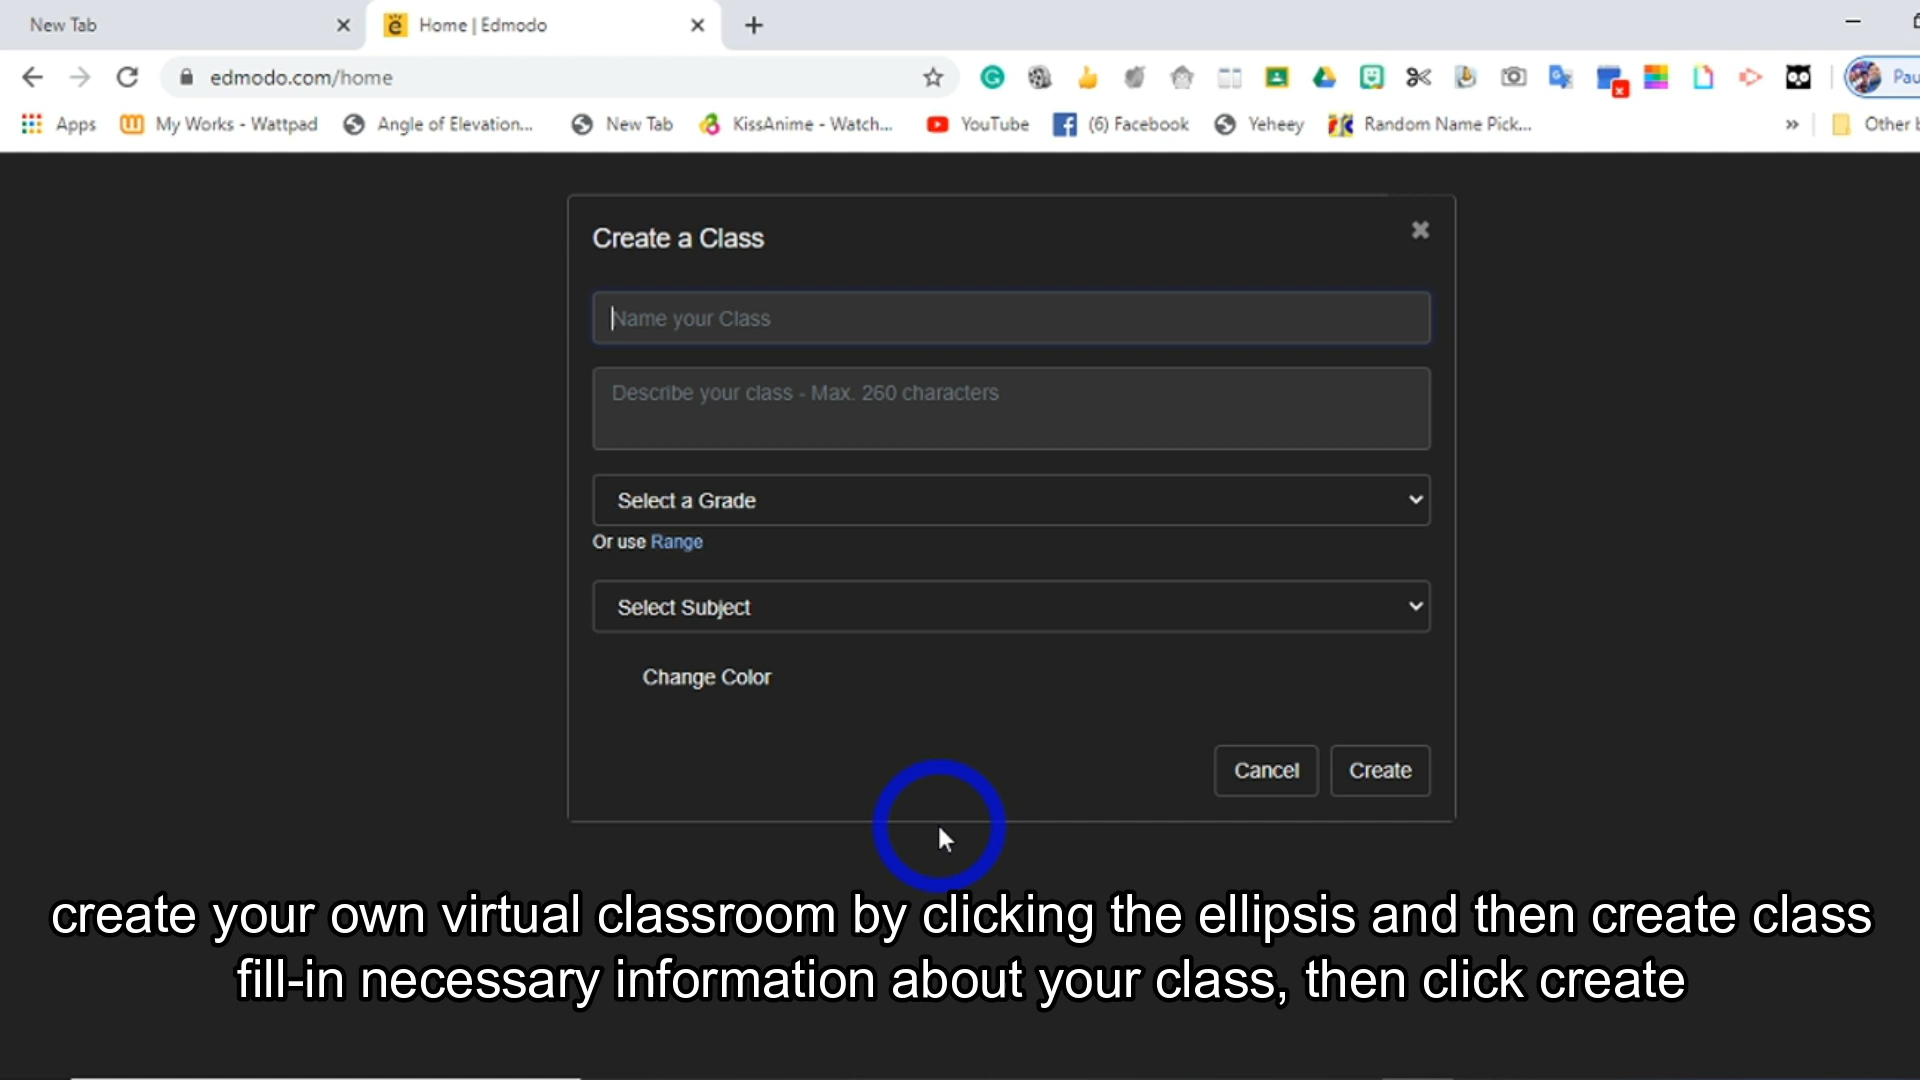 New Tab
Home | Edmodo
edmodo.com/home
Pau
Apps
My Works - Wattpad
Angle of Elevation...
New Tab
KissAnime - Watch...
YouTube
(6) Facebook
Yeheey
Random Name Pick...
»
Other b
Create a Class
Name your Class
Describe your class - Max. 260 characters
Select a Grade
Or use Range
Select Subject
Change Color
Cancel
Create
create your own virtual classroom by clicking the ellipsis and then create class
fill-in necessary information about your class, then click create